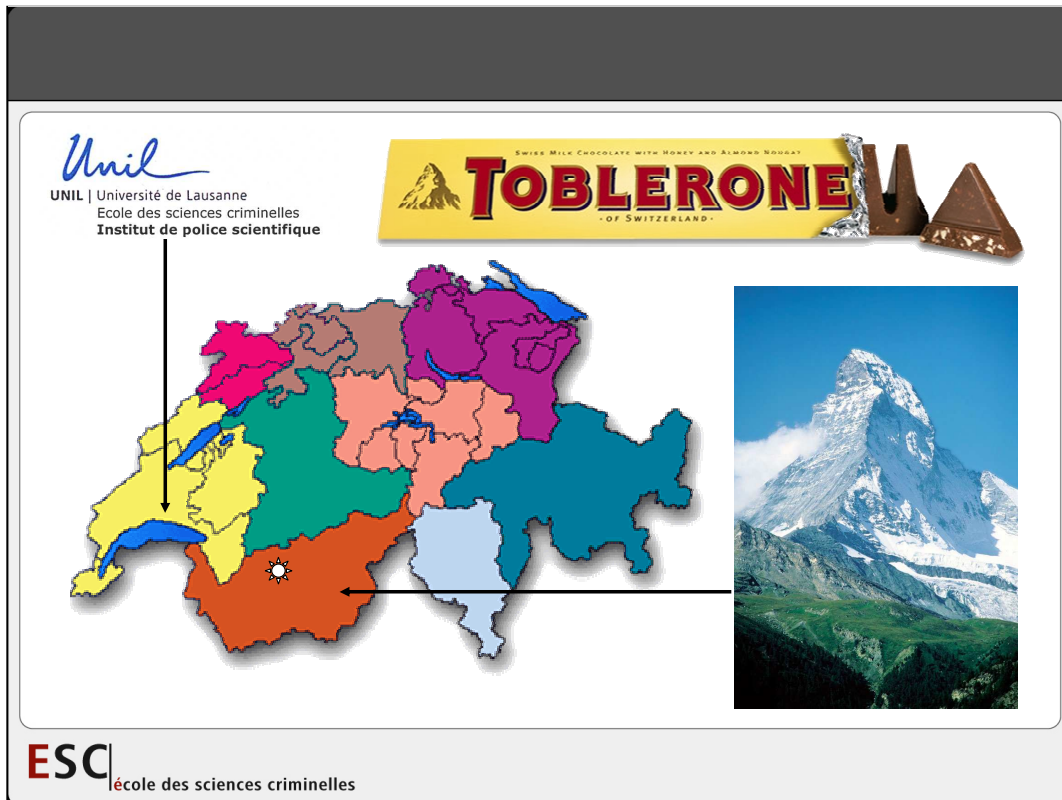 Unil
UNIL | Université de Lausanne
Ecole des sciences criminelles
Institut de police scientifique
SWISS MILK CHOCOLATE WITH HONEY AND ALMOND NOUGAT
TOBLERONE
·OF SWITZERLAND·
ESC
école des sciences criminelles